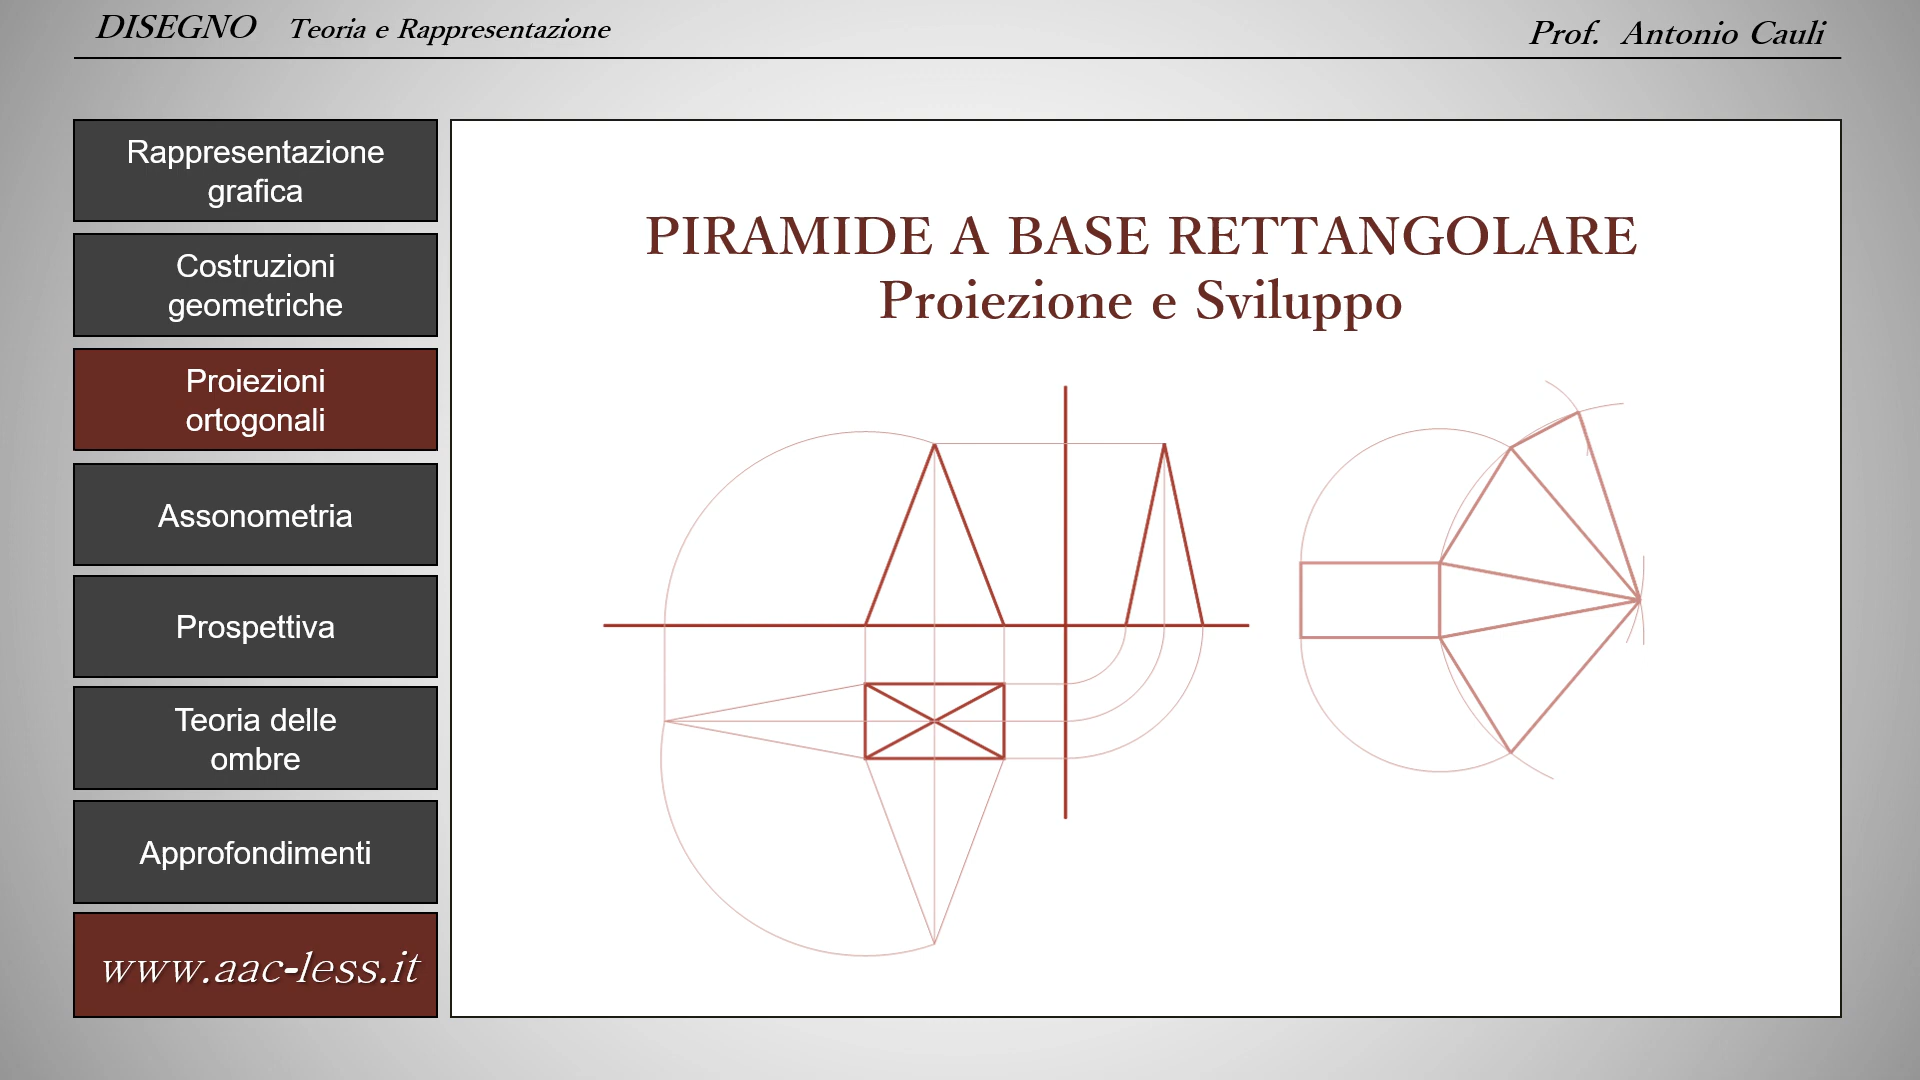 DISEGNO Teoria e Rappresentazione
Prof. Antonio Cauli
Rappresentazione
grafica
Costruzioni
geometriche
Proiezioni
ortogonali
Assonometria
Prospettiva
Teoria delle
ombre
Approfondimenti
www.aac-less.it
PIRAMIDE A BASE RETTANGOLARE
Proiezione e Sviluppo